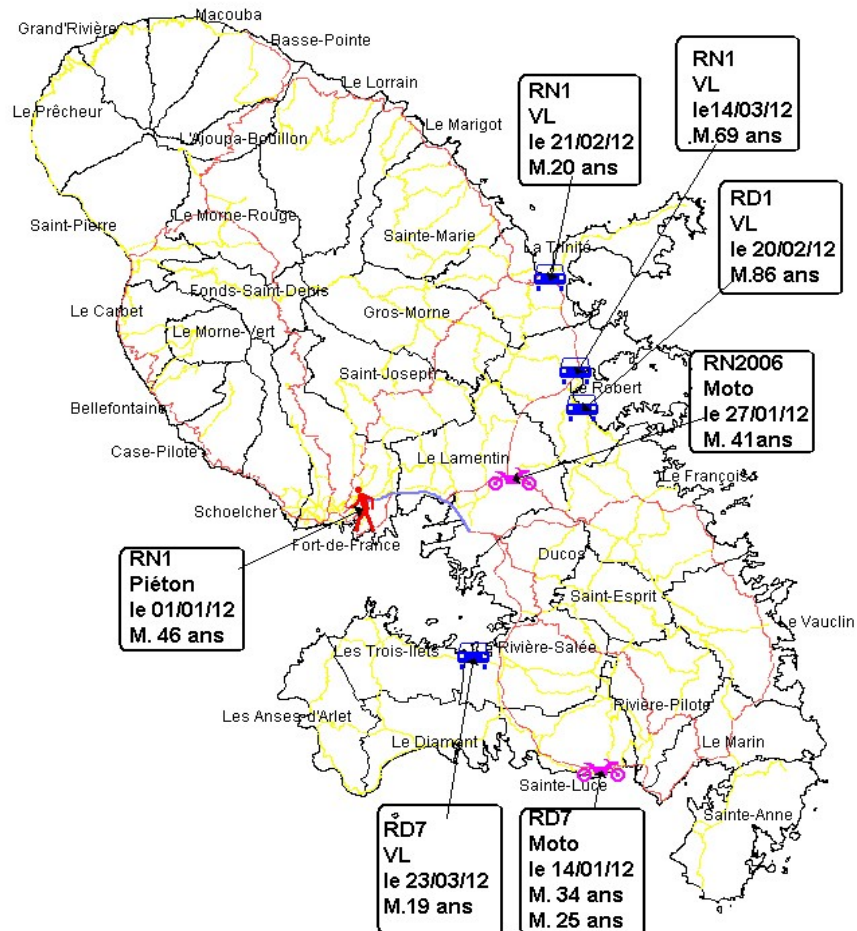 Macouba
Grand'Rivière
Basse-Pointe
Le Lorrain
Le Prêcheur
L'Ajoupa-Bouillon
Le Marigot
Saint-Pierre
Le Morne-Rouge
Sainte-Marie
La Trinité
Fonds-Saint-Denis
Le Carbet
Gros-Morne
Le Morne-Vert
Saint-Joseph
Le Robert
Bellefontaine
Case-Pilote
Le Lamentin
Le François
Schoelcher
Fort-de-France
Ducos
Saint-Esprit
Le Vauclin
Les Trois-Ilets
Rivière-Salée
Rivière-Pilote
Les Anses-d'Arlet
Le Diamant
Le Marin
Sainte-Luce
Sainte-Anne
RN1
VL
le 21/02/12
M.20 ans
RN1
VL
le14/03/12
.M.69 ans
RD1
VL
le 20/02/12
M.86 ans
RN2006
Moto
le 27/01/12
M. 41ans
RN1
Piéton
le 01/01/12
M. 46 ans
RD7
VL
le 23/03/12
M.19 ans
RD7
Moto
le 14/01/12
M. 34 ans
M. 25 ans